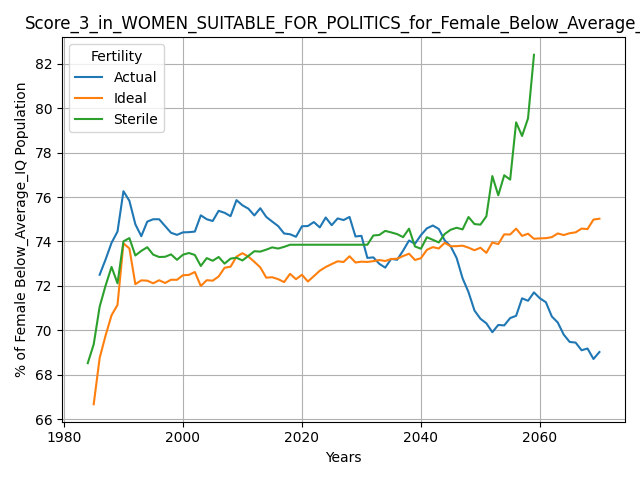 Score_3_in_WOMEN_SUITABLE_FOR_POLITICS_for_Female_Below_Average_
Fertility
Actual
Ideal
Sterile
% of Female Below_Average_IQ Population
82
80
78
76
74
72
70
68
66
1980
2000
2020
2040
2060
Years